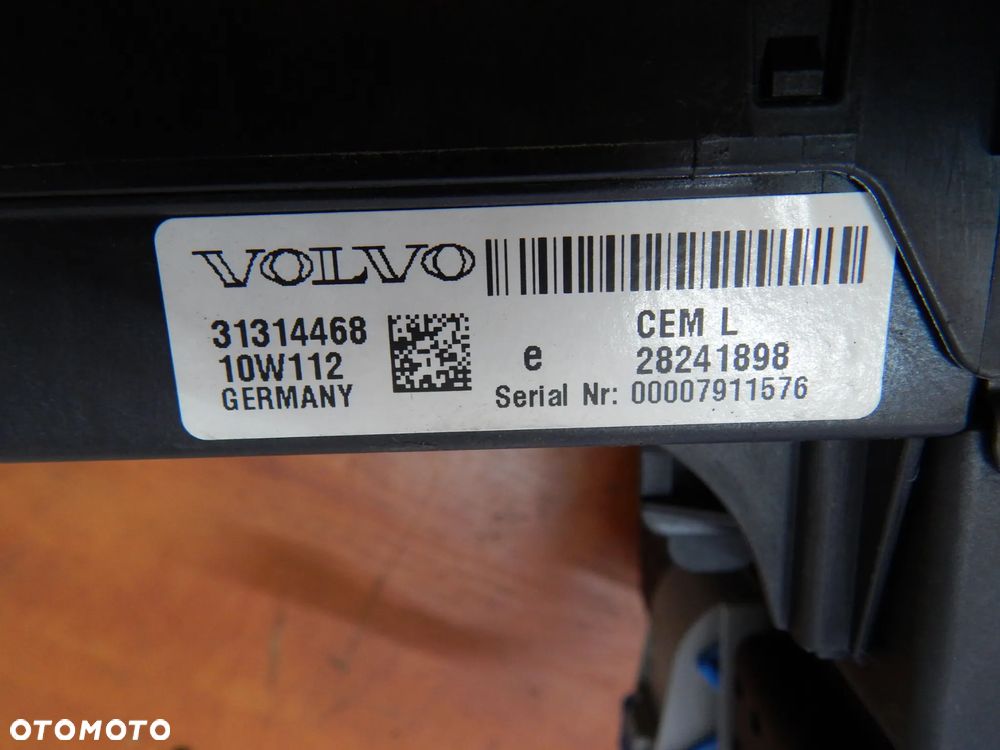 VOLVO
31314468
10W112
GERMANY
CEM L
e 28241898
Serial Nr: 00007911576
OTOMOTO